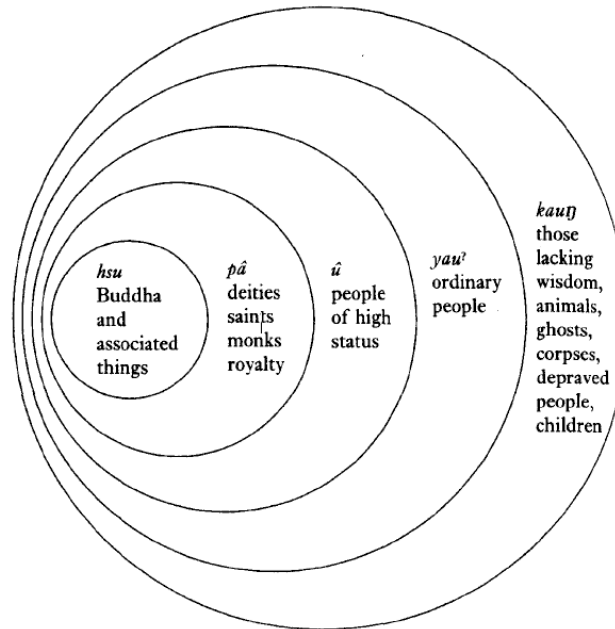 hsu
Buddha
and
associated
things
pâ
deities
saints
monks
royalty
û
people
of high
status
yauˀ
ordinary
people
kauŋ
those
lacking
wisdom,
animals,
ghosts,
corpses,
depraved
people,
children